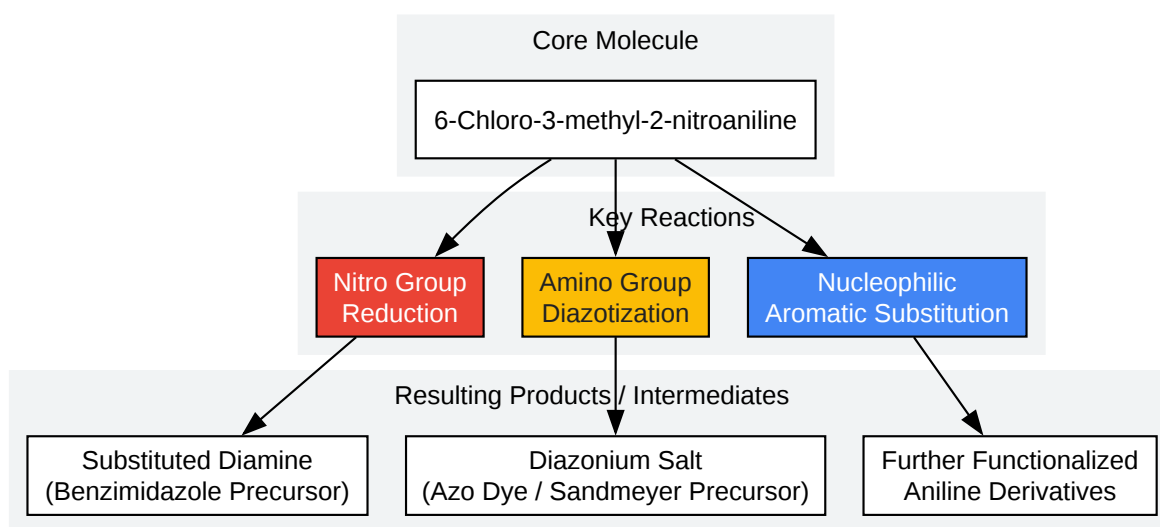 Core Molecule
6-Chloro-3-methyl-2-nitroaniline
Key Reactions
Nitro Group
Reduction
Amino Group
Diazotization
Nucleophilic
Aromatic Substitution
Resulting Products / Intermediates
Substituted Diamine
(Benzimidazole Precursor)
Diazonium Salt
(Azo Dye / Sandmeyer Precursor)
Further Functionalized
Aniline Derivatives